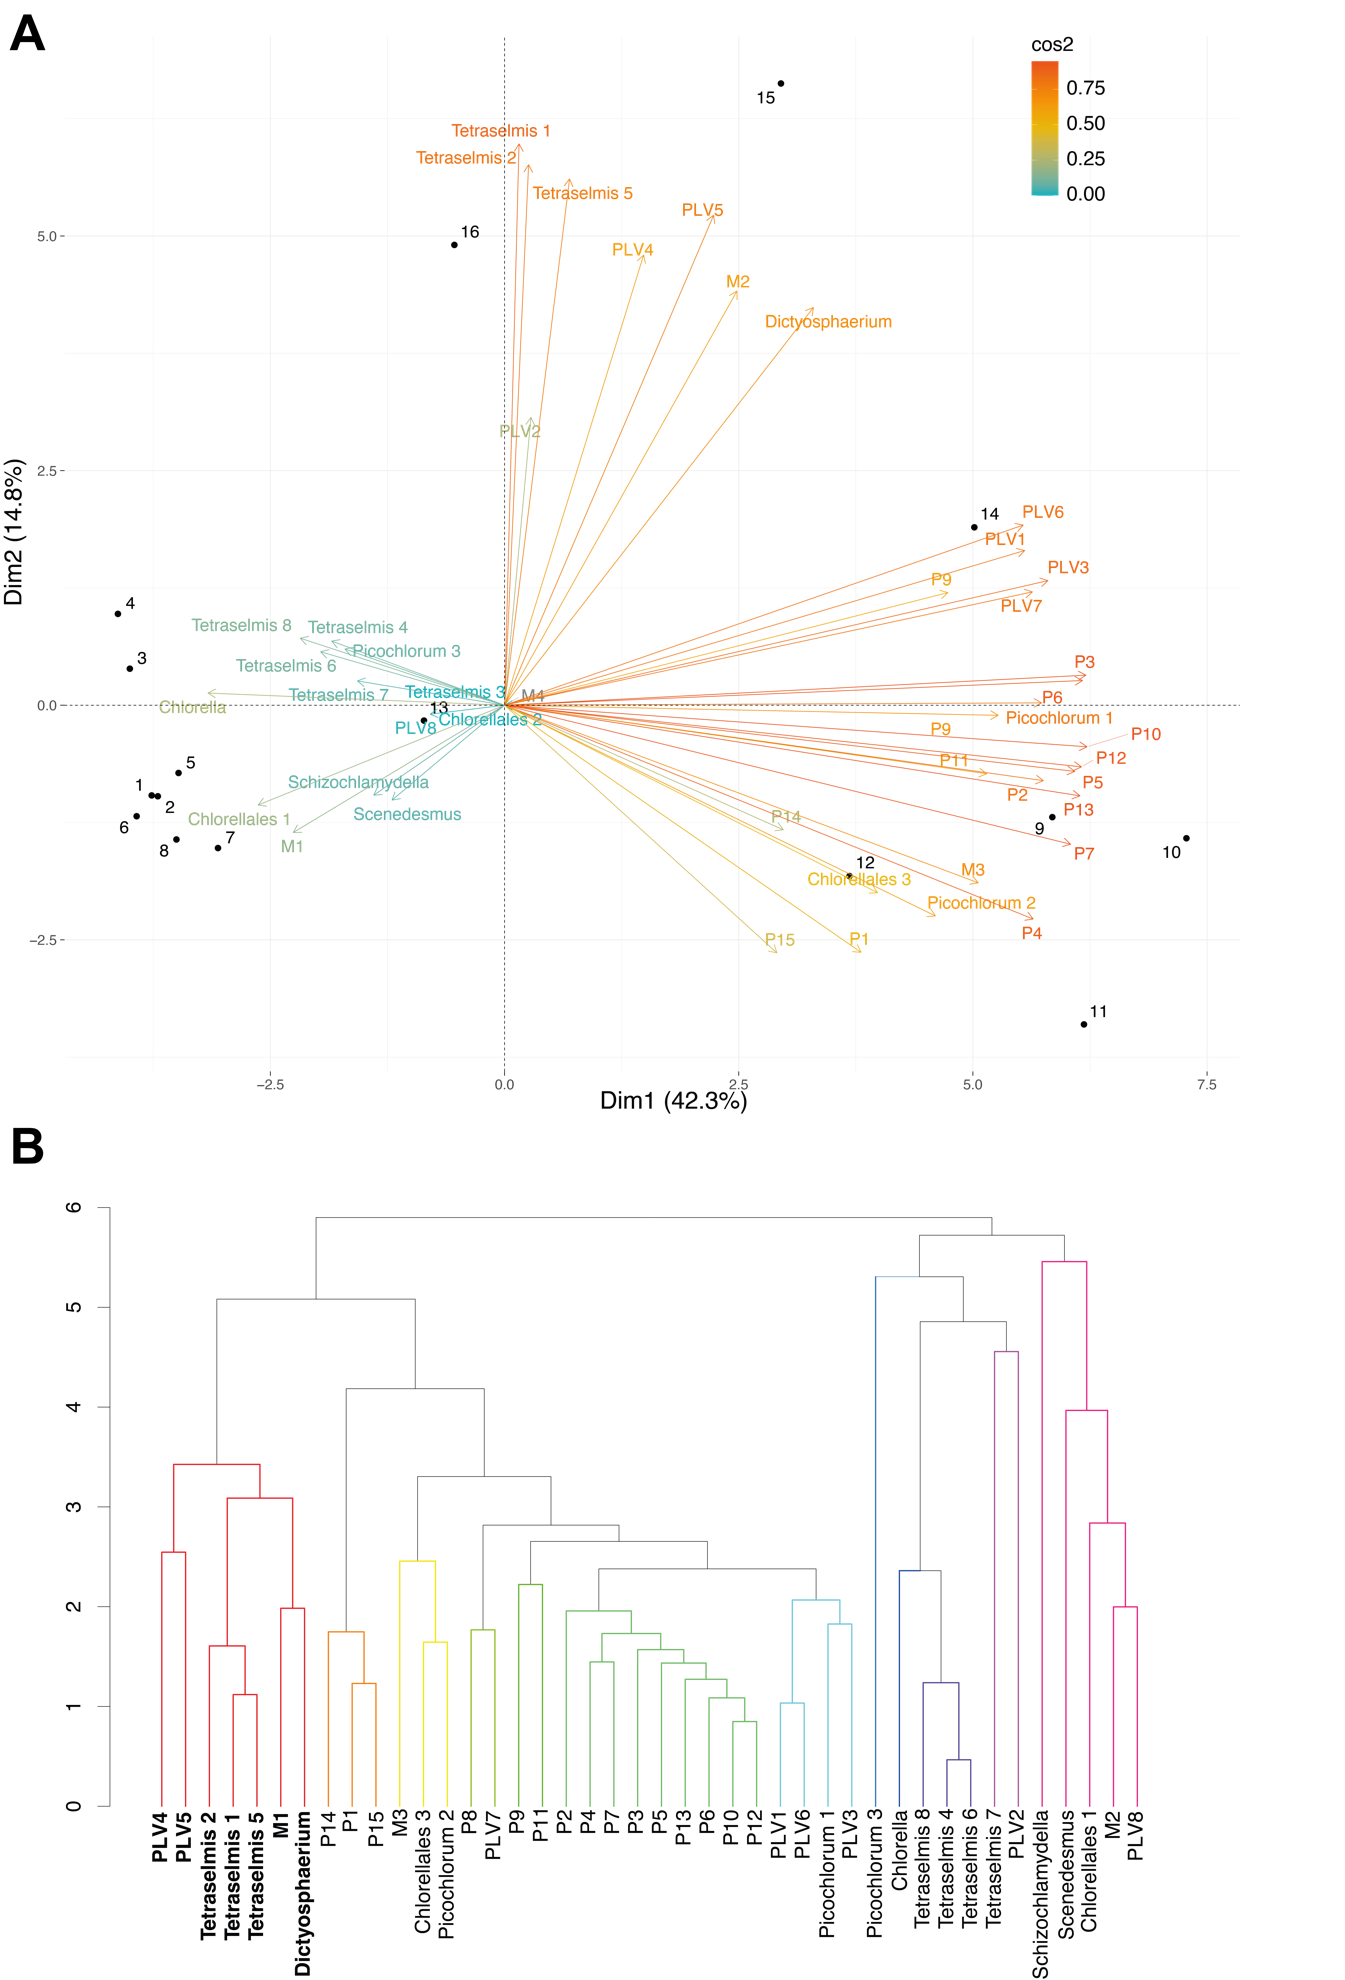 A
cos2
0.75
0.50
0.25
0.00
15
Tetraselmis 1
Tetraselmis 2
Tetraselmis 5
PLV5
16
5.0
PLV4
M2
Dictyosphaerium
PLV2
2.5
Dim2 (14.8%)
14
PLV6
PLV1
PLV3
P9
PLV7
4
Tetraselmis 8
Tetraselmis 4
Picochlorum 3
3
Tetraselmis 6
P3
Tetraselmis 7
Tetraselmis 3
M4
P6
0.0
Chlorella
13
Chlorellales 2
Picochlorum 1
PLV8
P9
P10
5
P11
P12
1
Schizochlamydella
P5
2
P2
Chlorellales 1
Scenedesmus
P14
P13
6
7
9
8
M1
P7
10
12
M3
Chlorellales 3
Picochlorum 2
P15
P1
P4
−2.5
11
−2.5
0.0
2.5
5.0
7.5
Dim1 (42.3%)
B
6
5
4
3
2
1
0
PLV4
PLV5
Tetraselmis 2
Tetraselmis 1
Tetraselmis 5
M1
Dictyosphaerium
P14
P1
P15
M3
Chlorellales 3
Picochlorum 2
P8
PLV7
P9
P11
P2
P4
P7
P3
P5
P13
P6
P10
P12
PLV1
PLV6
Picochlorum 1
PLV3
Picochlorum 3
Chlorella
Tetraselmis 8
Tetraselmis 4
Tetraselmis 6
Tetraselmis 7
PLV2
Schizochlamydella
Scenedesmus
Chlorellales 1
M2
PLV8